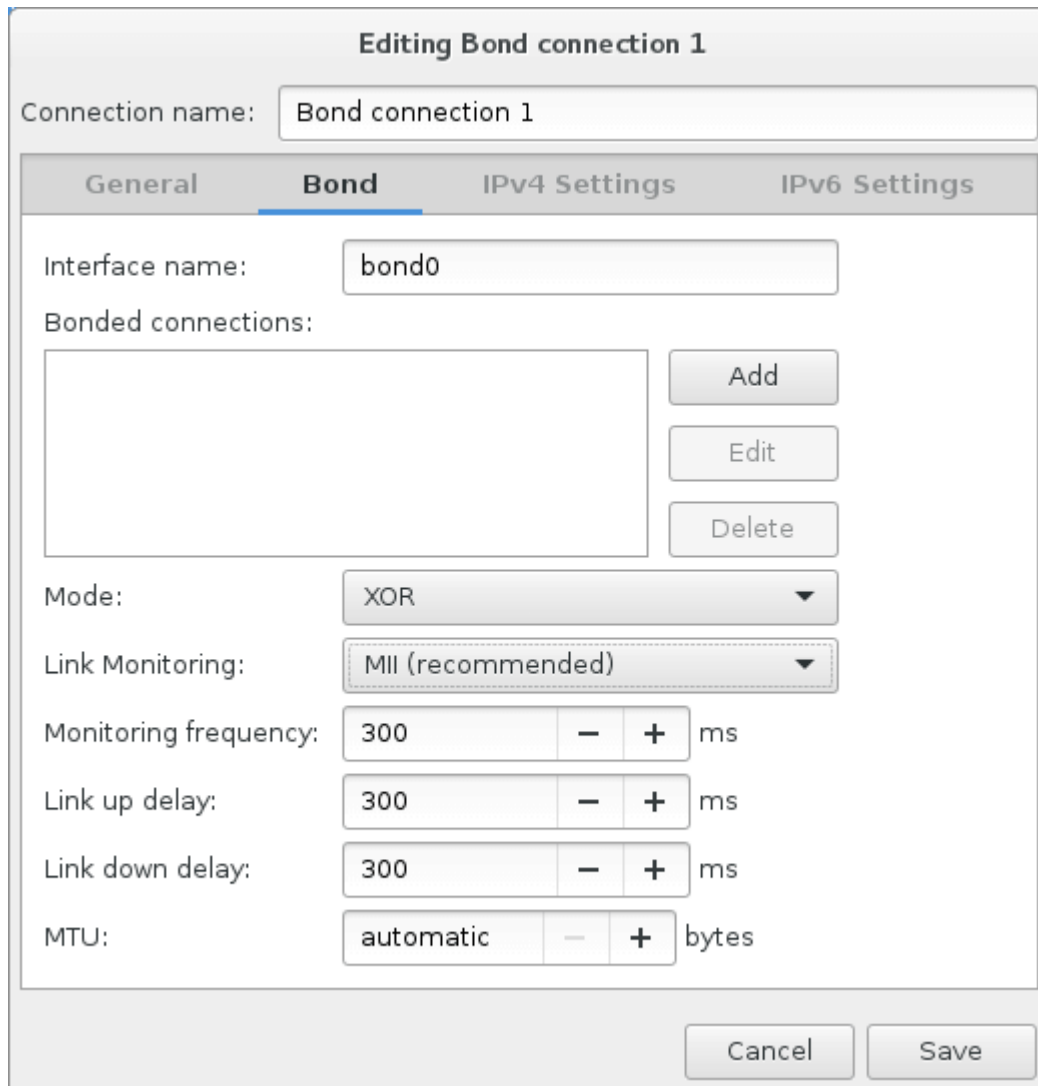 Editing Bond connection 1
Connection name: Bond connection 1
General Bond IPv4 Settings IPv6 Settings
Interface name: bond0
Bonded connections:
Add
Edit
Delete
Mode: XOR
Link Monitoring: MII (recommended)
Monitoring frequency: 300 − + ms
Link up delay: 300 − + ms
Link down delay: 300 − + ms
MTU: automatic − + bytes
Cancel Save